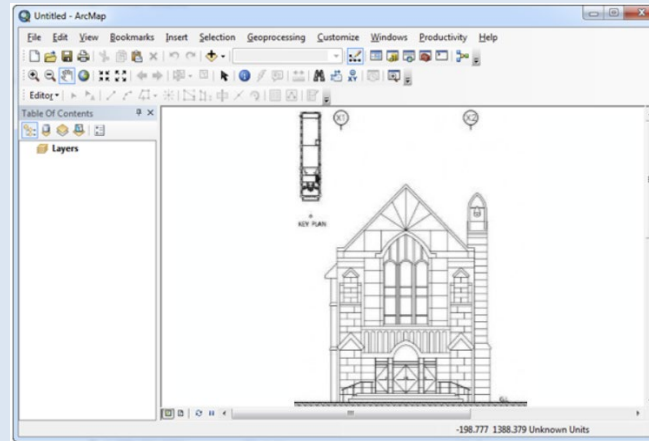 Untitled - ArcMap
File Edit View Bookmarks Insert Selection Geoprocessing Customize Windows Productivity Help
Editor
Table Of Contents
Layers
X1 X2
KEY PLAN
-198.777 1388.379 Unknown Units